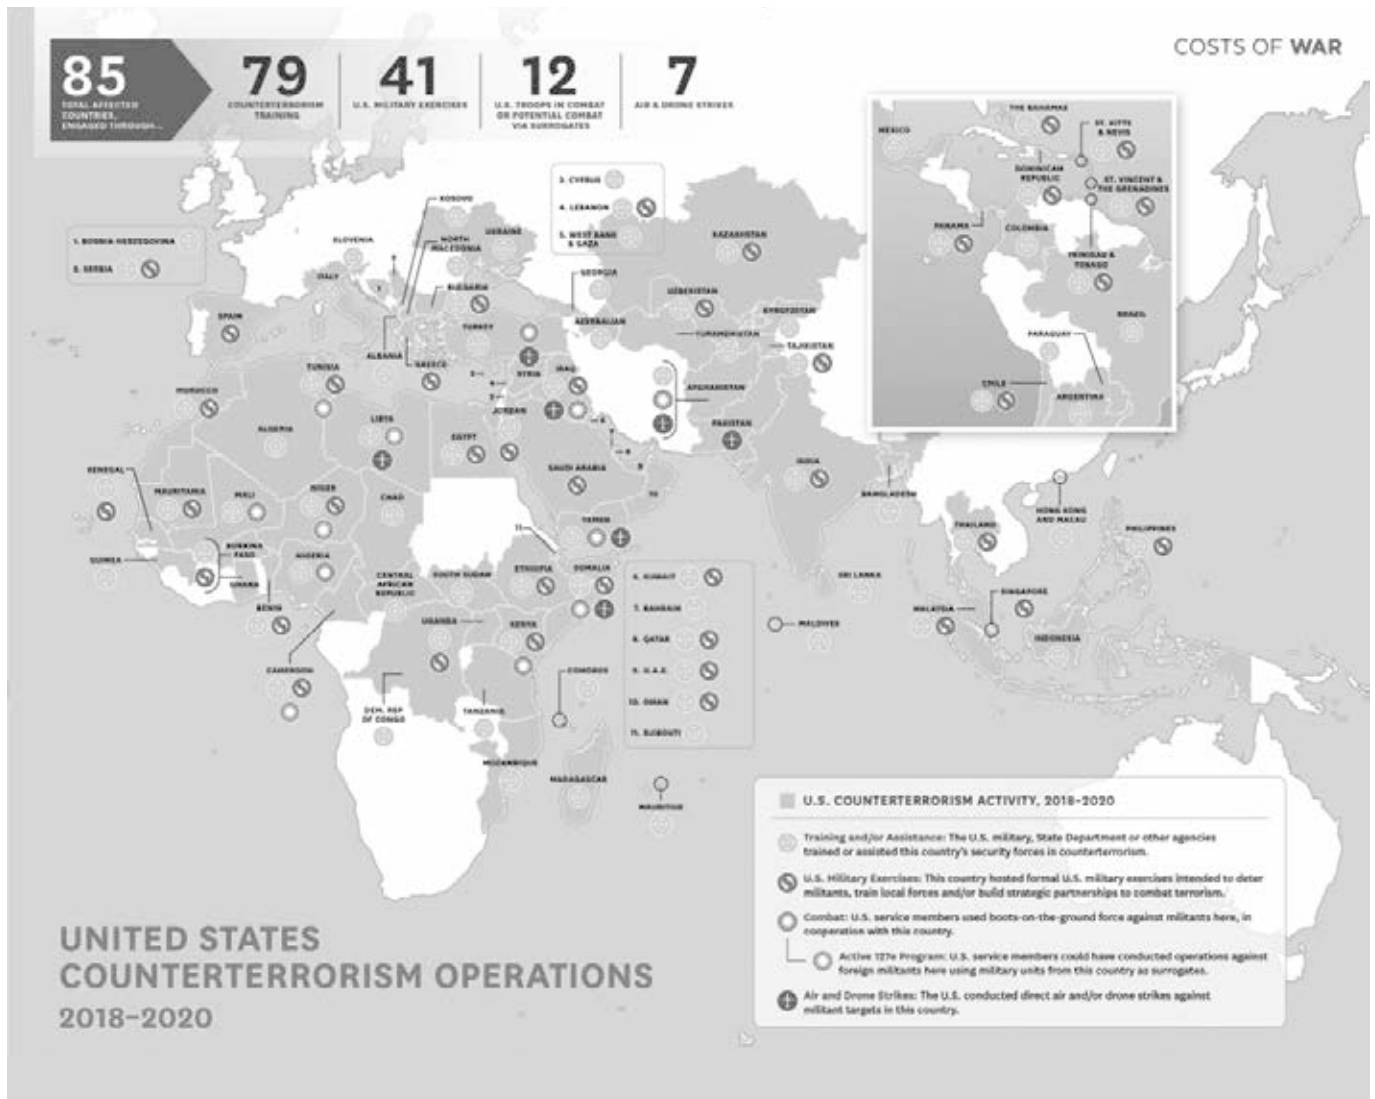 COSTS OF WAR
85
TOTAL AFFECTED
COUNTRIES,
ENGAGED THROUGH...
79
COUNTERTERRORISM
TRAINING
41
U.S. MILITARY EXERCISES
12
U.S. TROOPS IN COMBAT
OR POTENTIAL COMBAT
VIA SURROGATES
7
AIR & DRONE STRIKES
1. BOSNIA-HERZEGOVINA
2. SERBIA
3. CYPRUS
4. LEBANON
5. WEST BANK
& GAZA
KOSOVO
SLOVENIA
NORTH
MACEDONIA
UKRAINE
ITALY
BULGARIA
SPAIN
ALBANIA
GREECE
TURKEY
GEORGIA
AZERBAIJAN
KAZAKHSTAN
UZBEKISTAN
KYRGYZSTAN
TURKMENISTAN
TAJIKISTAN
AFGHANISTAN
PAKISTAN
SYRIA
IRAQ
JORDAN
TUNISIA
MOROCCO
ALGERIA
LIBYA
EGYPT
SAUDI ARABIA
YEMEN
SENEGAL
MAURITANIA
MALI
NIGER
CHAD
GUINEA
BURKINA
FASO
GHANA
NIGERIA
BENIN
CAMEROON
CENTRAL
AFRICAN
REPUBLIC
SOUTH SUDAN
ETHIOPIA
SOMALIA
UGANDA
KENYA
DEM. REP
OF CONGO
TANZANIA
COMOROS
MOZAMBIQUE
MADAGASCAR
MAURITIUS
6. KUWAIT
7. BAHRAIN
8. QATAR
9. U.A.E.
10. OMAN
11. DJIBOUTI
INDIA
BANGLADESH
SRI LANKA
MALDIVES
THAILAND
HONG KONG
AND MACAU
PHILIPPINES
MALAYSIA
SINGAPORE
INDONESIA
MEXICO
THE BAHAMAS
ST. KITTS
& NEVIS
DOMINICAN
REPUBLIC
ST. VINCENT &
THE GRENADINES
PANAMA
COLOMBIA
TRINIDAD &
TOBAGO
BRAZIL
PARAGUAY
CHILE
ARGENTINA
U.S. COUNTERTERRORISM ACTIVITY, 2018–2020
Training and/or Assistance: The U.S. military, State Department or other agencies
trained or assisted this country's security forces in counterterrorism.
U.S. Military Exercises: This country hosted formal U.S. military exercises intended to deter
militants, train local forces and/or build strategic partnerships to combat terrorism.
Combat: U.S. service members used boots-on-the-ground force against militants here, in
cooperation with this country.
Active 127e Program: U.S. service members could have conducted operations against
foreign militants here using military units from this country as surrogates.
Air and Drone Strikes: The U.S. conducted direct air and/or drone strikes against
militant targets in this country.
UNITED STATES
COUNTERTERRORISM OPERATIONS
2018–2020